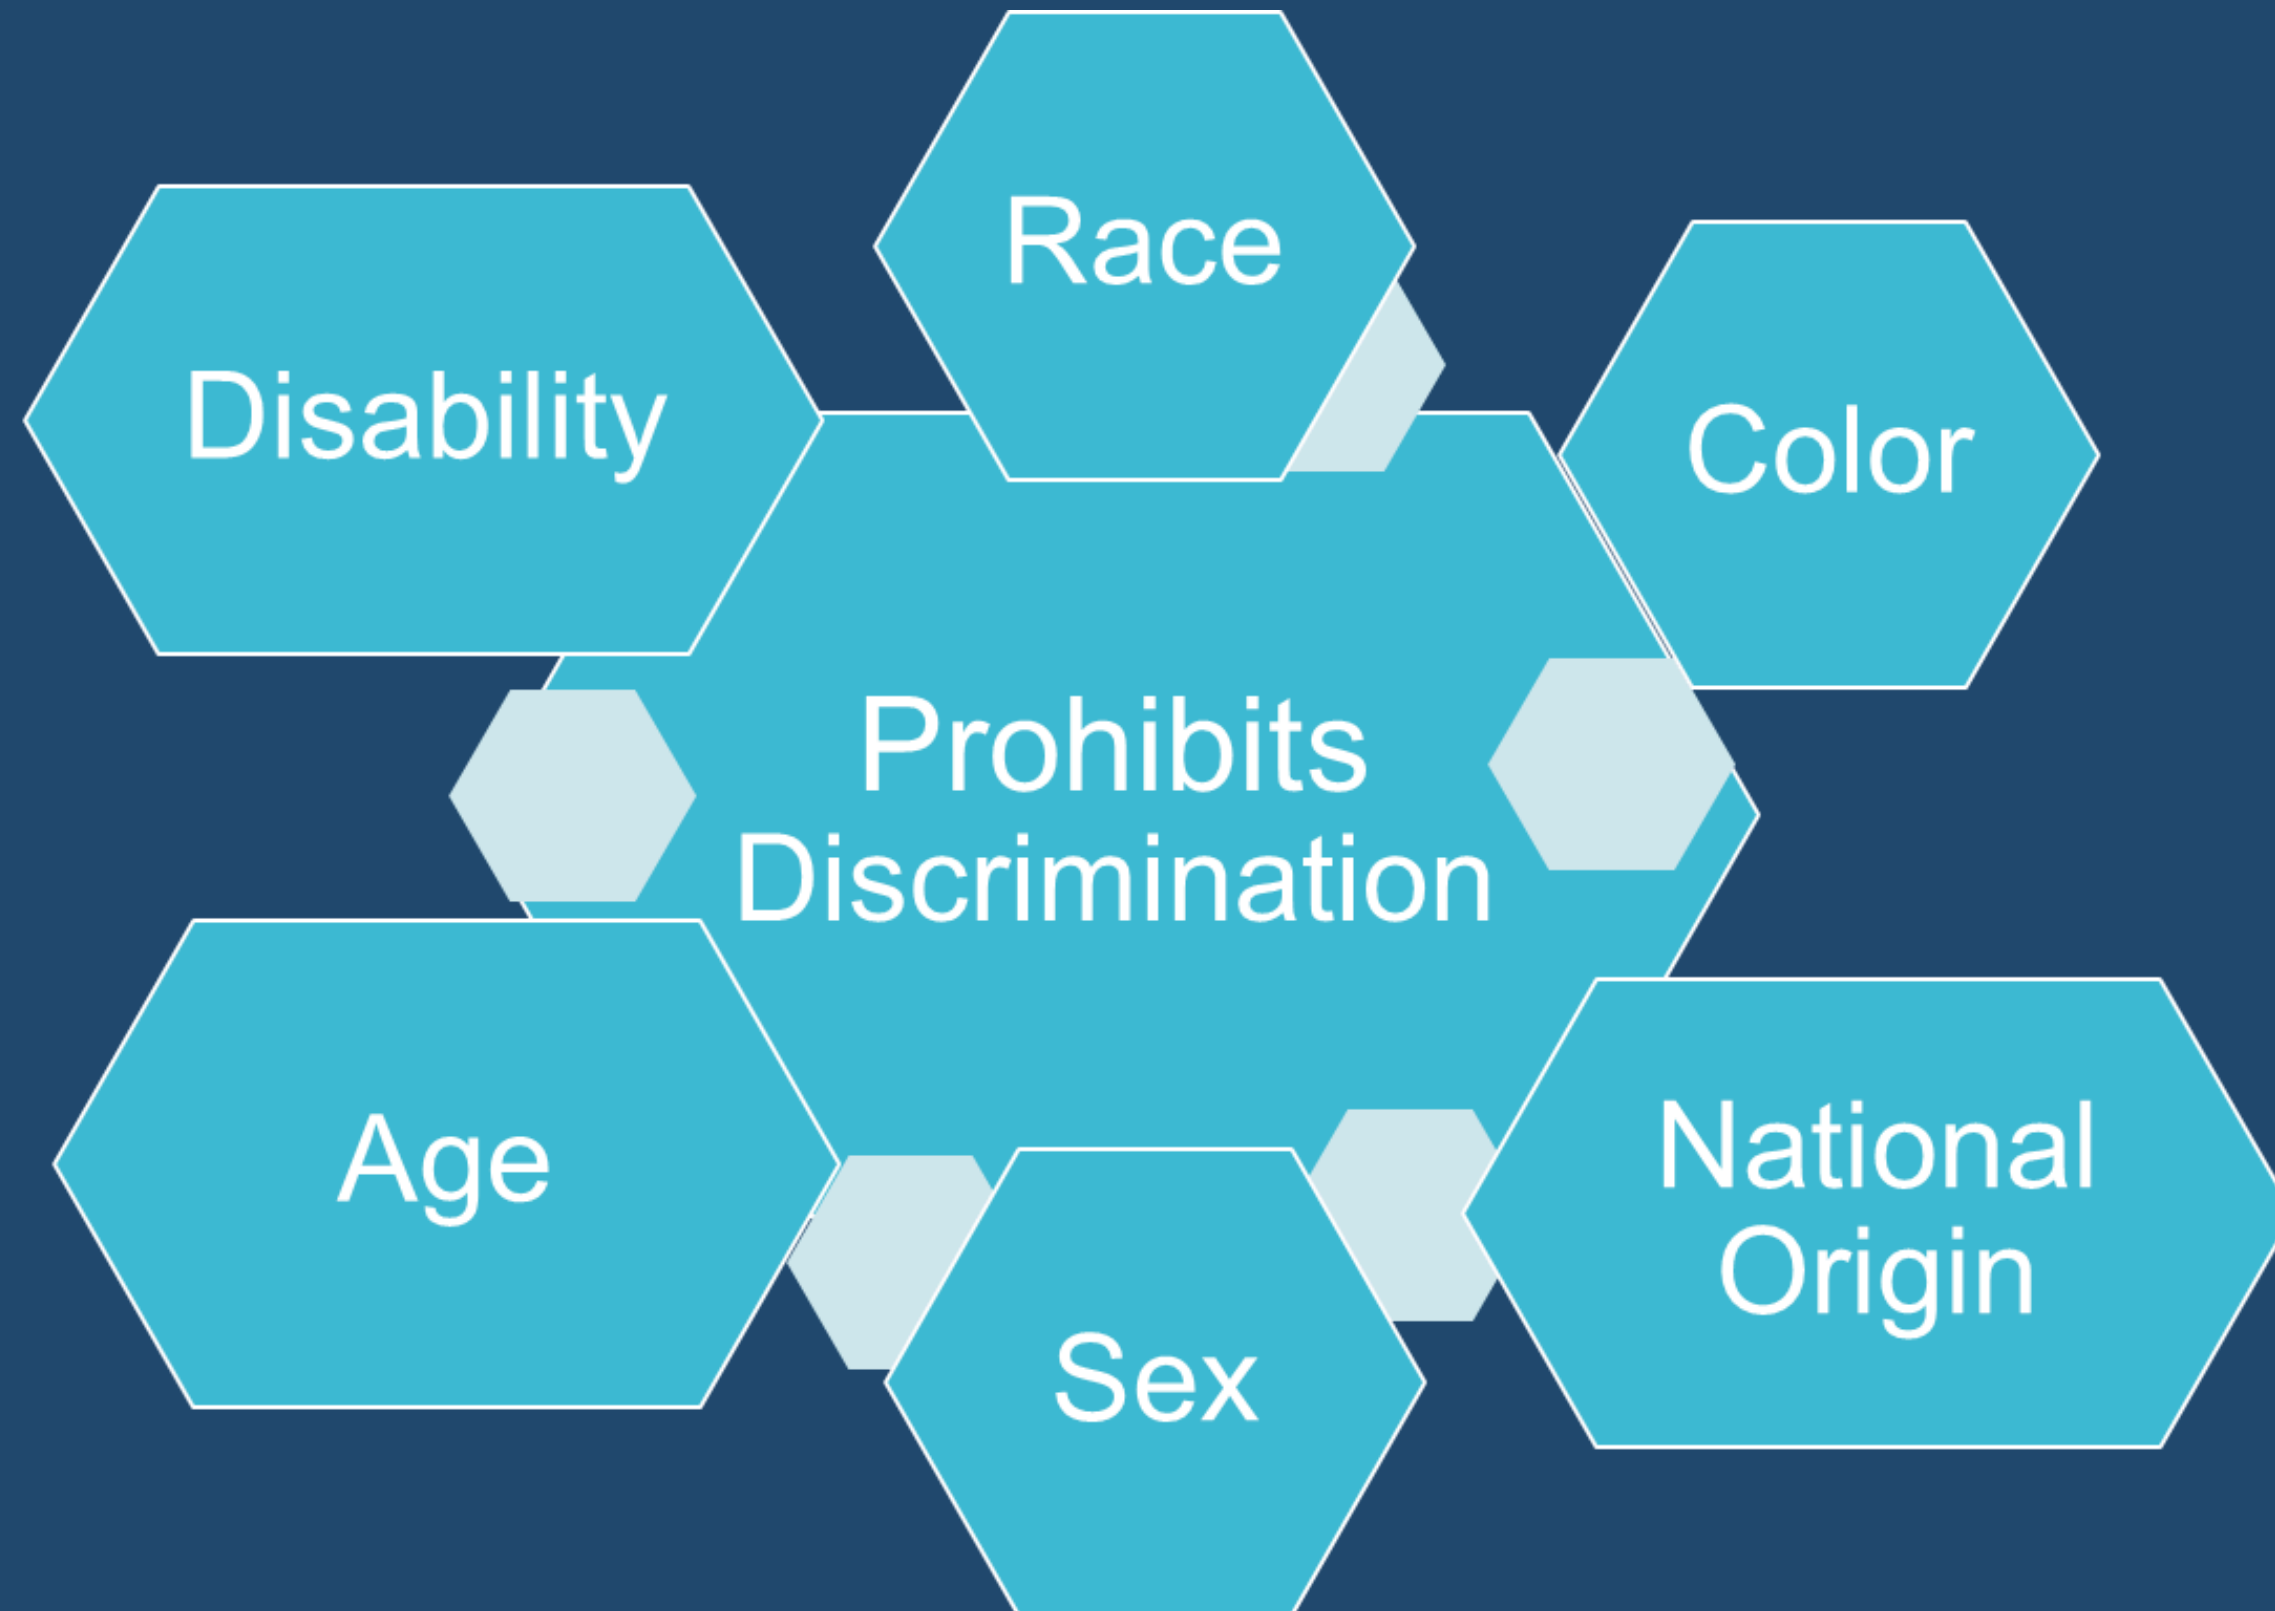 Race
Disability
Color
Prohibits
Discrimination
Age
National
Origin
Sex